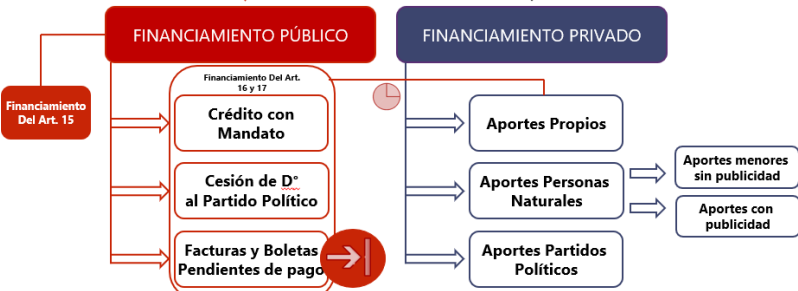 FINANCIAMIENTO PÚBLICO
FINANCIAMIENTO PRIVADO
Financiamiento
Del Art. 15
Financiamiento Del Art.
16 y 17
Crédito con
Mandato
Cesión de D°
al Partido Político
Facturas y Boletas
Pendientes de pago
Aportes Propios
Aportes Personas
Naturales
Aportes Partidos
Políticos
Aportes menores
sin publicidad
Aportes con
publicidad